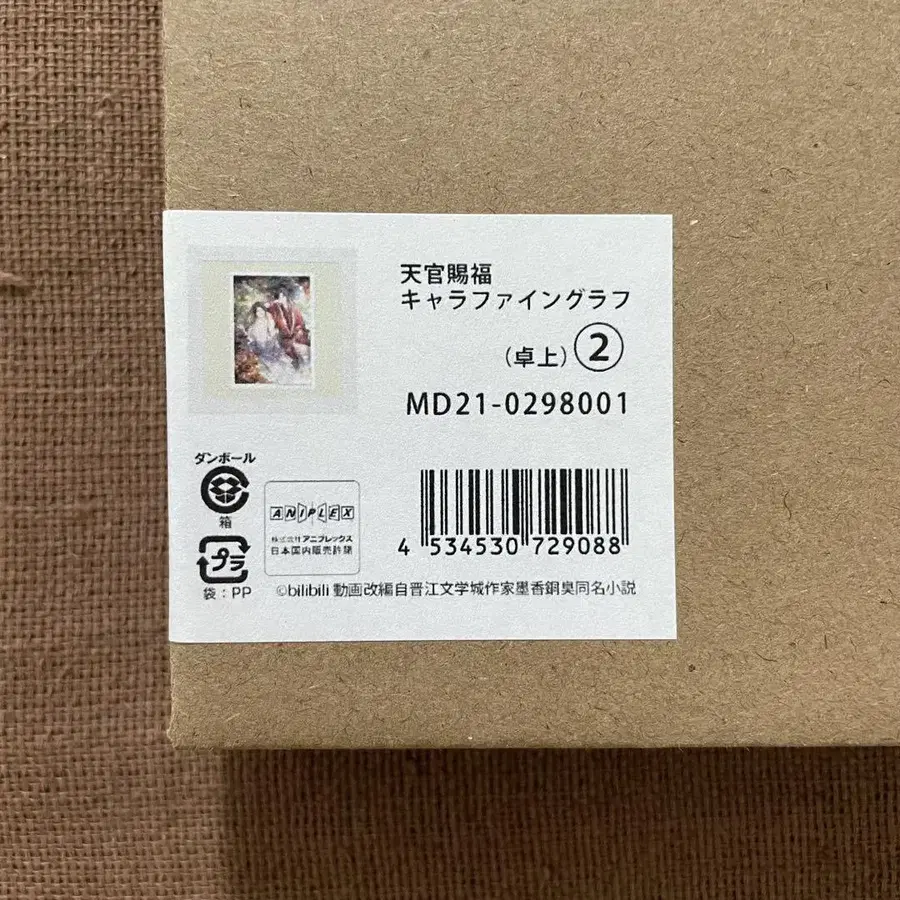 天官賜福
キャラファイングラフ
（卓上）②
MD21-0298001
ダンボール
箱
プラ
袋：PP
ANIPLEX
株式会社アニプレックス
日本国内販売許諾
4 534530 729088
©bilibili 動画改編自晋江文学城作家墨香銅臭同名小説